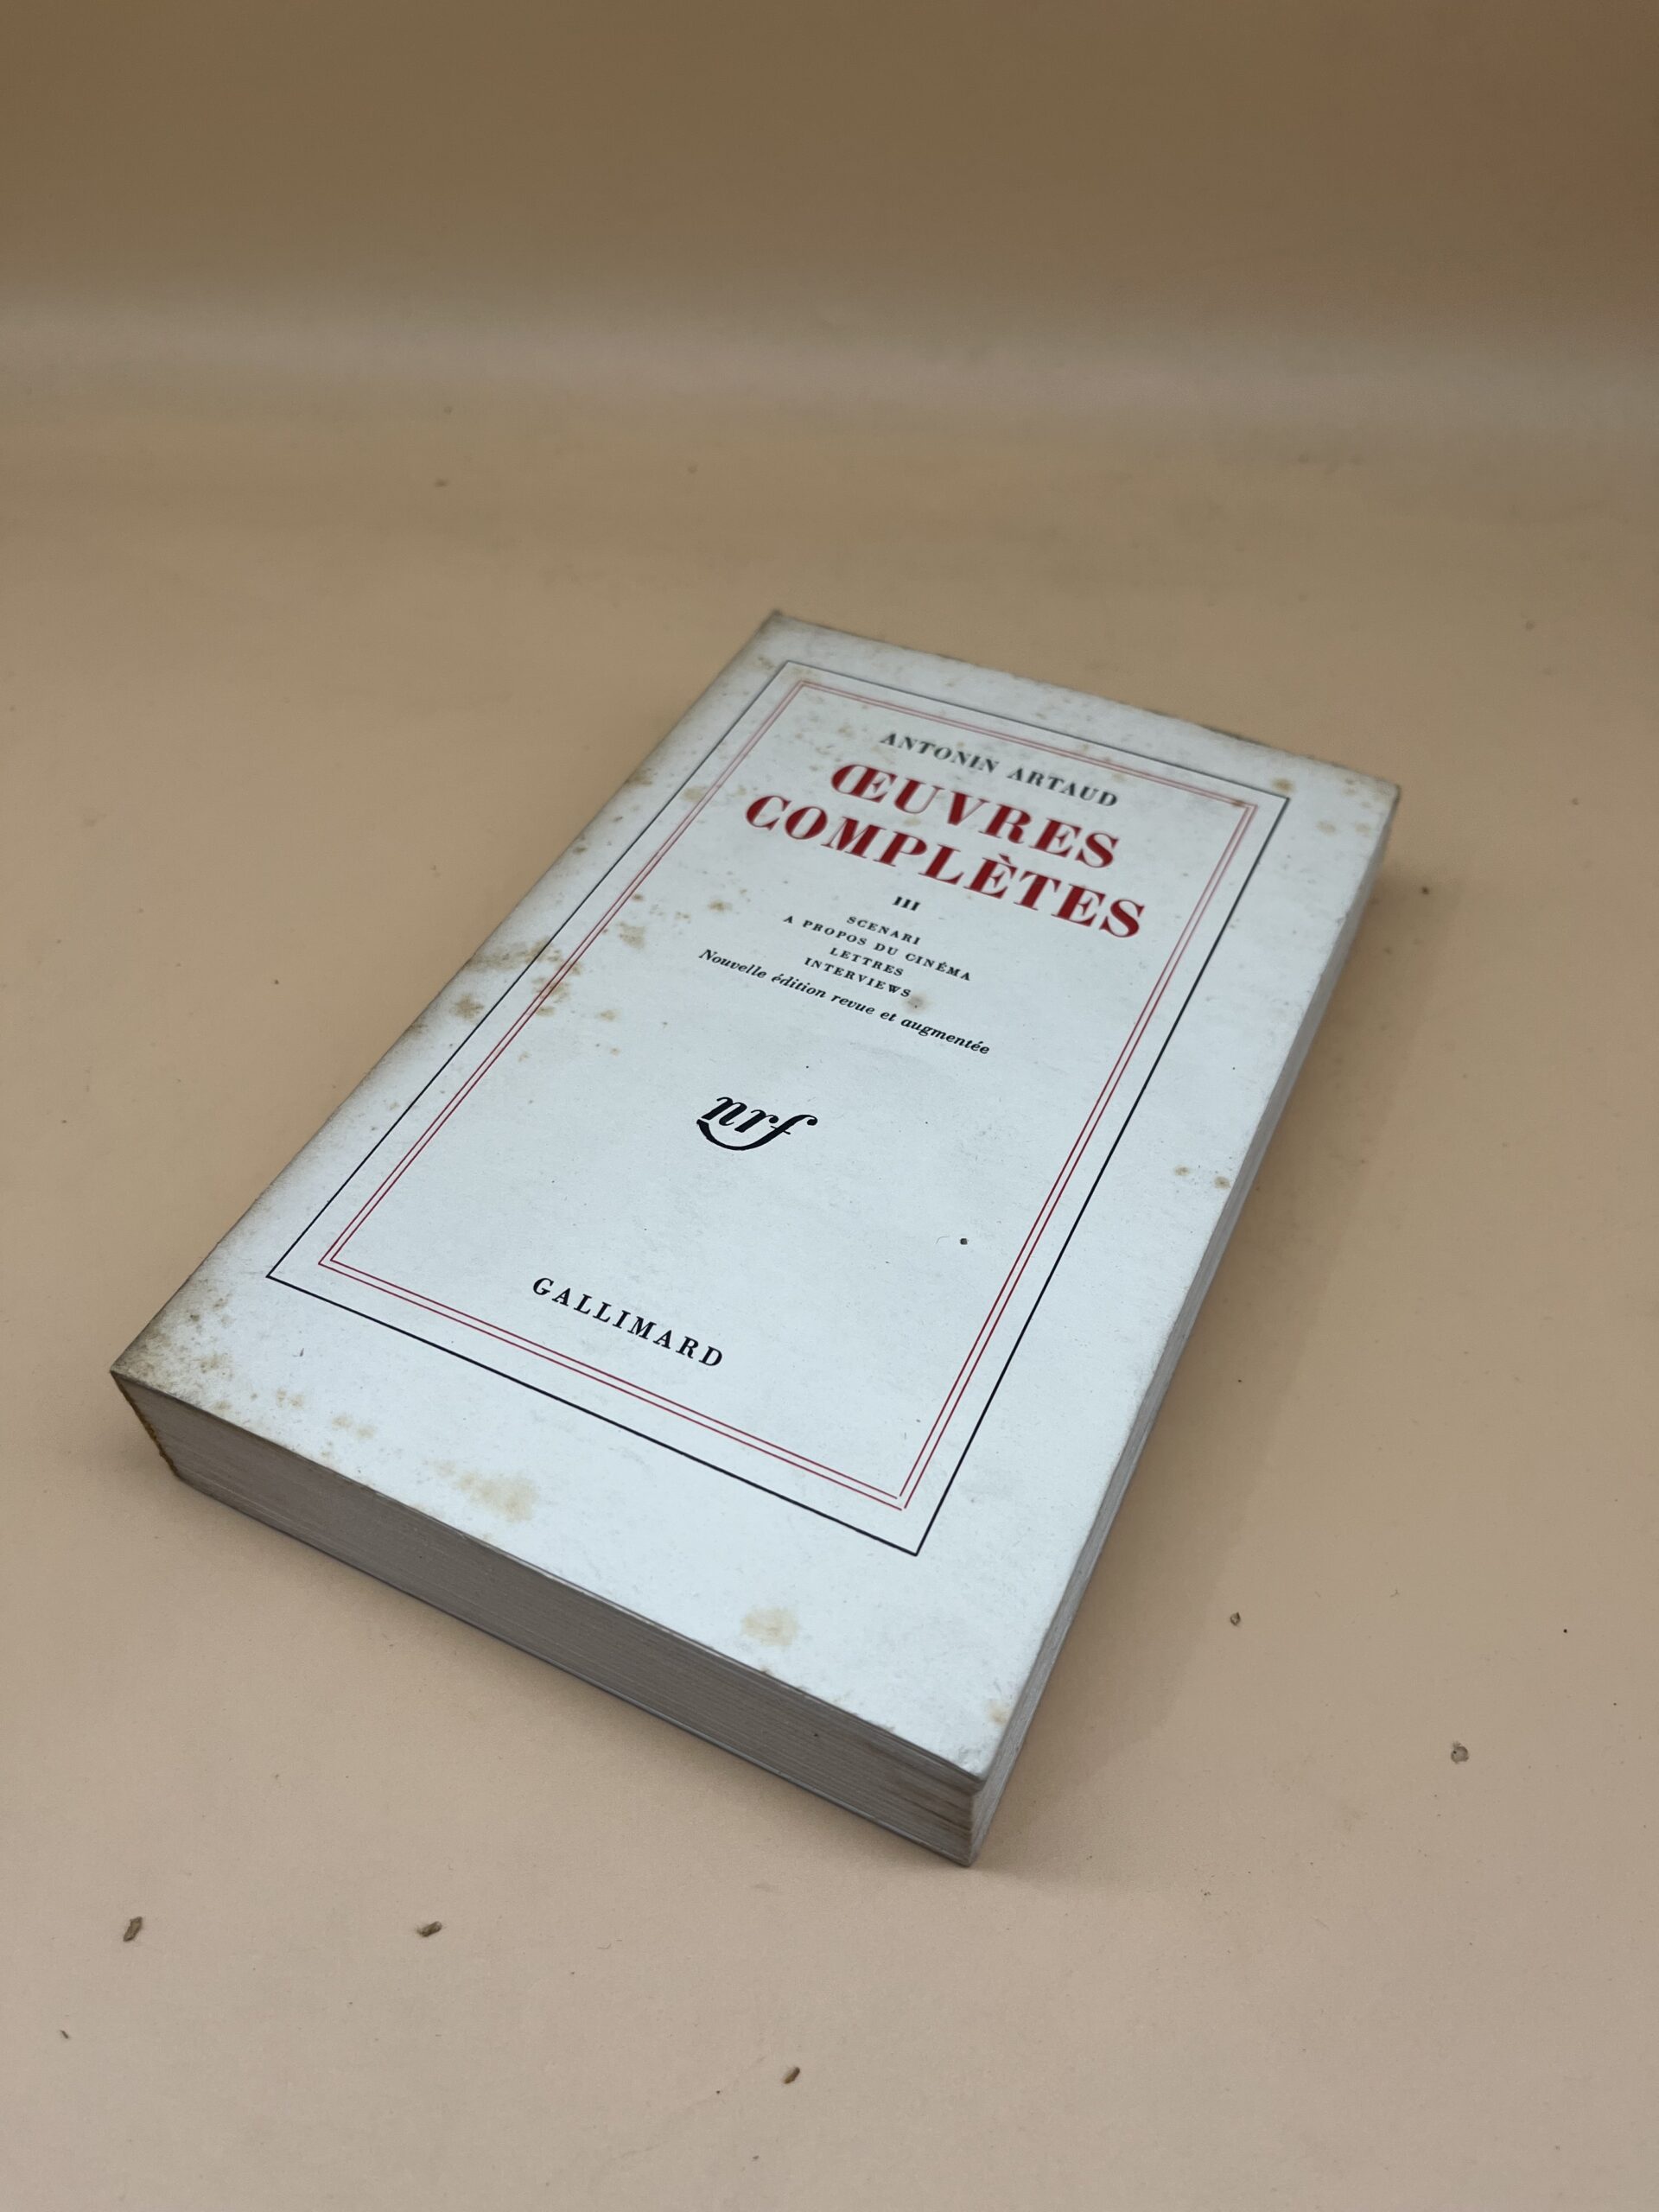 ANTONIN ARTAUD
ŒUVRES
COMPLÈTES
III
SCENARI
A PROPOS DU CINÉMA
LETTRES
INTERVIEWS
Nouvelle édition revue et augmentée
nrf
GALLIMARD